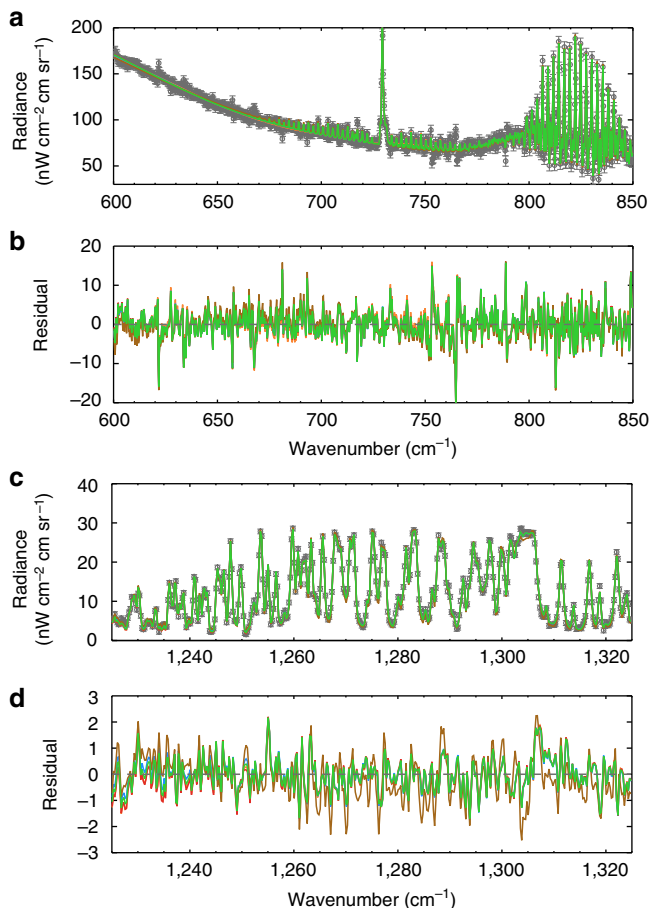 a
Radiance
(nW cm−2 cm sr−1)
200
150
100
50
600 650 700 750 800 850
b
Residual
20
10
0
−10
−20
600 650 700 750 800 850
Wavenumber (cm−1)
c
Radiance
(nW cm−2 cm sr−1)
40
30
20
10
0
1,240 1,260 1,280 1,300 1,320
d
Residual
3
2
1
0
−1
−2
−3
1,240 1,260 1,280 1,300 1,320
Wavenumber (cm−1)